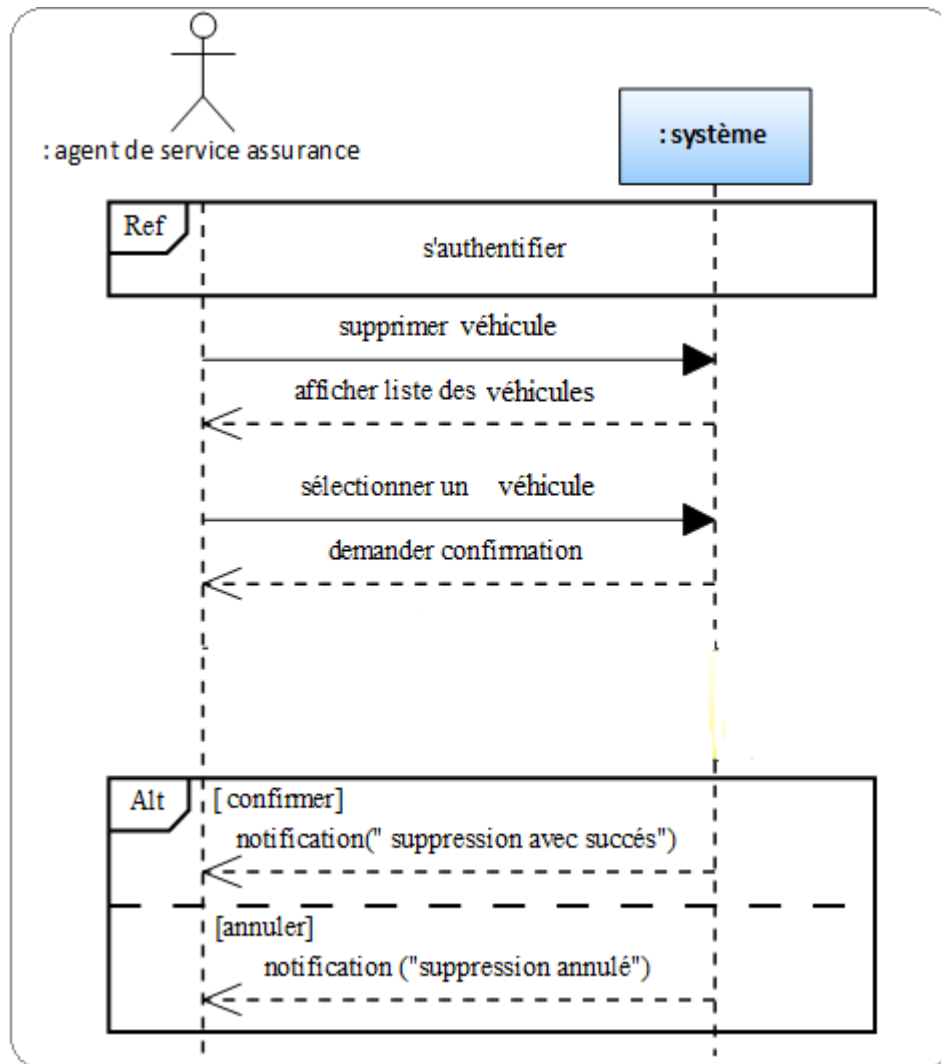 : agent de service assurance
: système
Ref
s'authentifier
supprimer véhicule
afficher liste des véhicules
sélectionner un véhicule
demander confirmation
Alt
[ confirmer]
notification(" suppression avec succés")
[annuler]
notification ("suppression annulé")